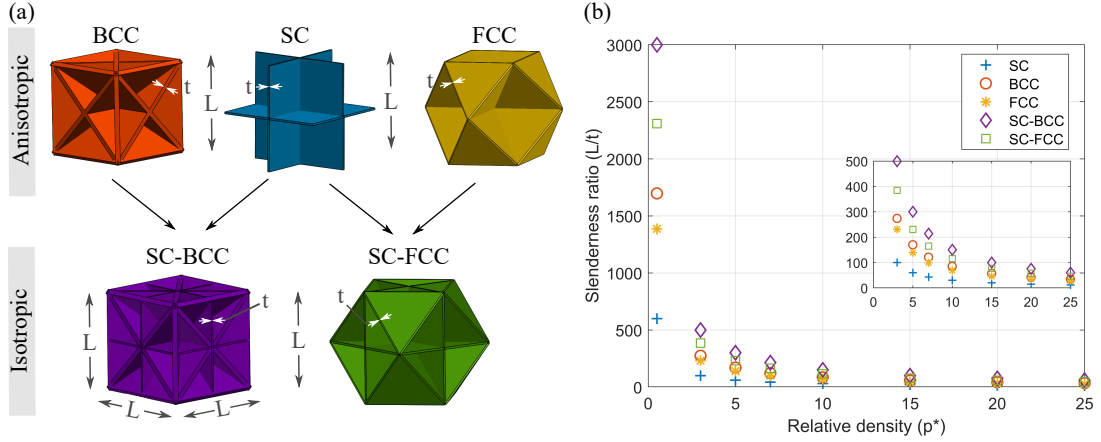 (a)
BCC
SC
FCC
Anisotropic
t
L
t
L
t
SC-BCC
SC-FCC
Isotropic
L
t
L
L
L
t
(b)
Slenderness ratio (L/t)
3000
2500
2000
1500
1000
500
0
0 5 10 15 20 25
Relative density (p*)
SC
BCC
FCC
SC-BCC
SC-FCC
500
400
300
200
100
0
0 5 10 15 20 25